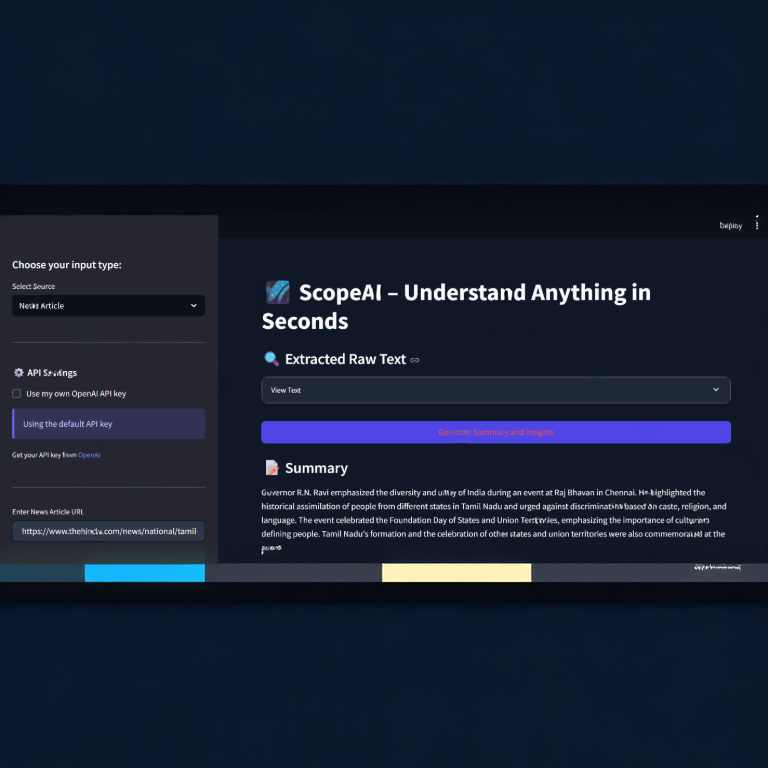 Deploy
Choose your input type:
Select Source
News Article
API Settings
Use my own OpenAI API key
Using the default API key
Get your API key from OpenAI
Enter News Article URL
https://www.thehindu.com/news/national/tamil-
ScopeAI – Understand Anything in
Seconds
Extracted Raw Text
View Text
Generate Summary and Insights
Summary
Governor R.N. Ravi emphasized the diversity and unity of India during an event at Raj Bhavan in Chennai. He highlighted the
historical assimilation of people from different states in Tamil Nadu and urged against discrimination based on caste, religion, and
language. The event celebrated the Foundation Day of States and Union Territories, emphasizing the importance of culture in
defining people. Tamil Nadu's formation and the celebration of other states and union territories were also commemorated at the